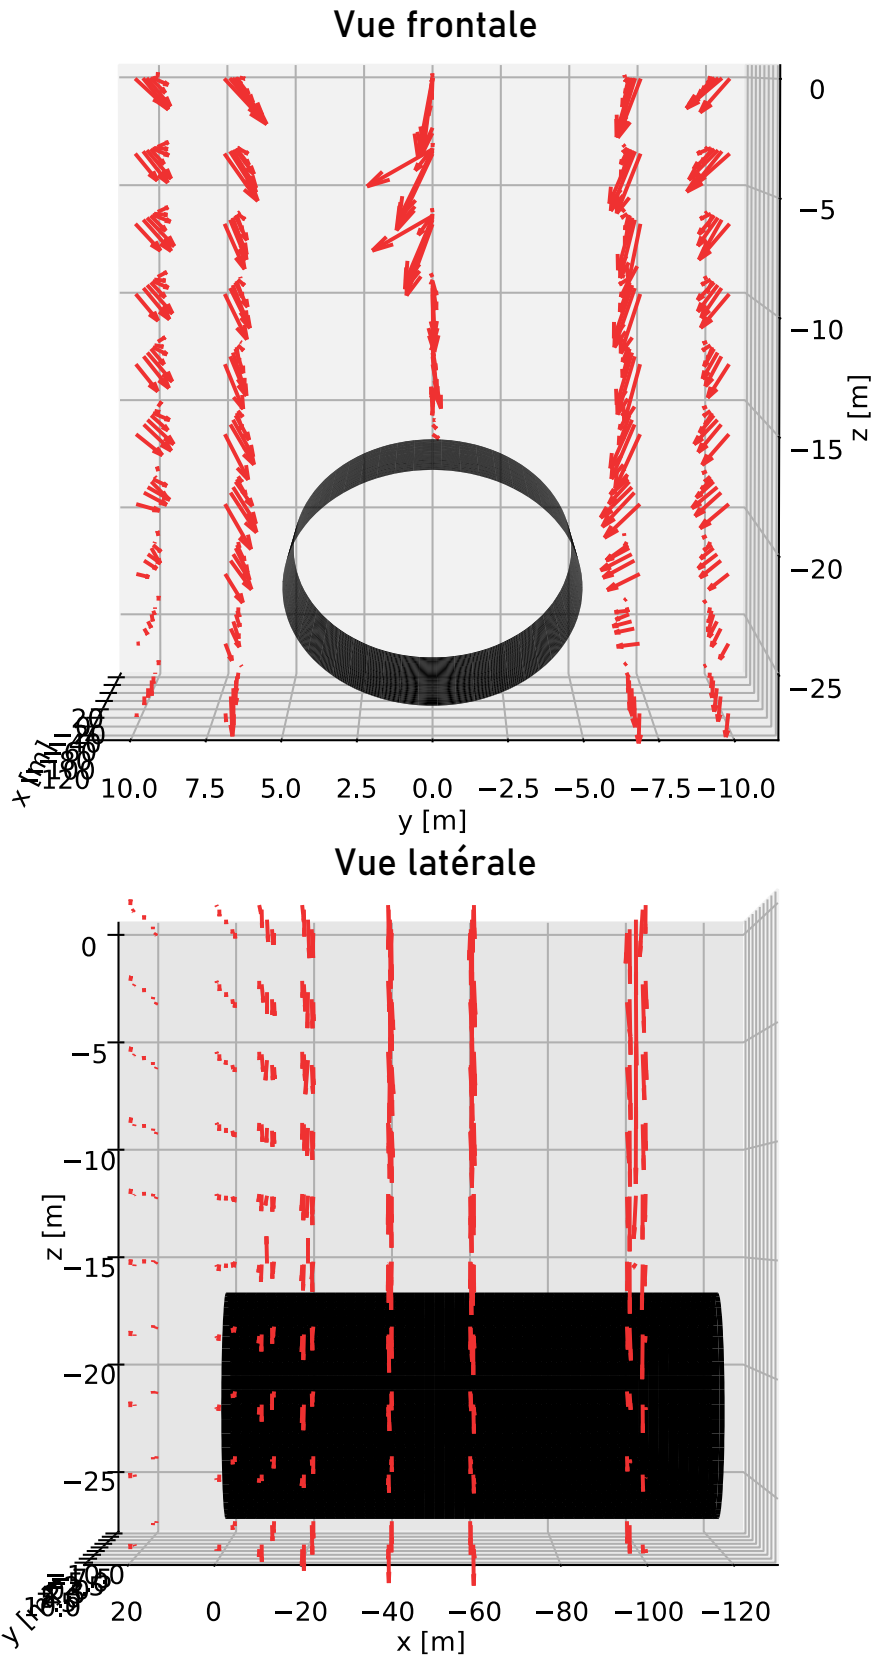 Vue frontale
0
−5
−10
−15
−20
−25
z [m]
x [m]
10.0 7.5 5.0 2.5 0.0 −2.5 −5.0 −7.5 −10.0
y [m]
Vue latérale
0
−5
−10
−15
−20
−25
z [m]
y [m]
20 0 −20 −40 −60 −80 −100 −120
x [m]